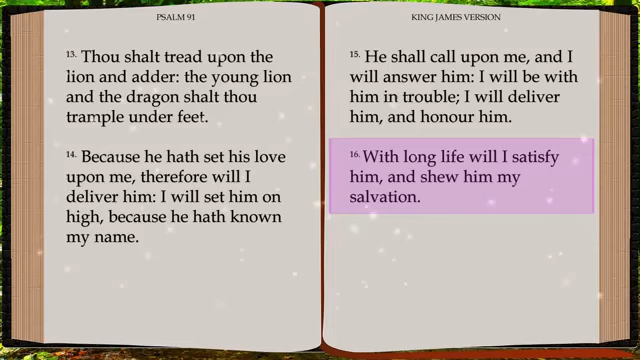 PSALM 91
13. Thou shalt tread upon the
lion and adder: the young lion
and the dragon shalt thou
trample under feet.
14. Because he hath set his love
upon me, therefore will I
deliver him: I will set him on
high, because he hath known
my name.
KING JAMES VERSION
15. He shall call upon me, and I
will answer him: I will be with
him in trouble; I will deliver
him, and honour him.
16. With long life will I satisfy
him, and shew him my
salvation.